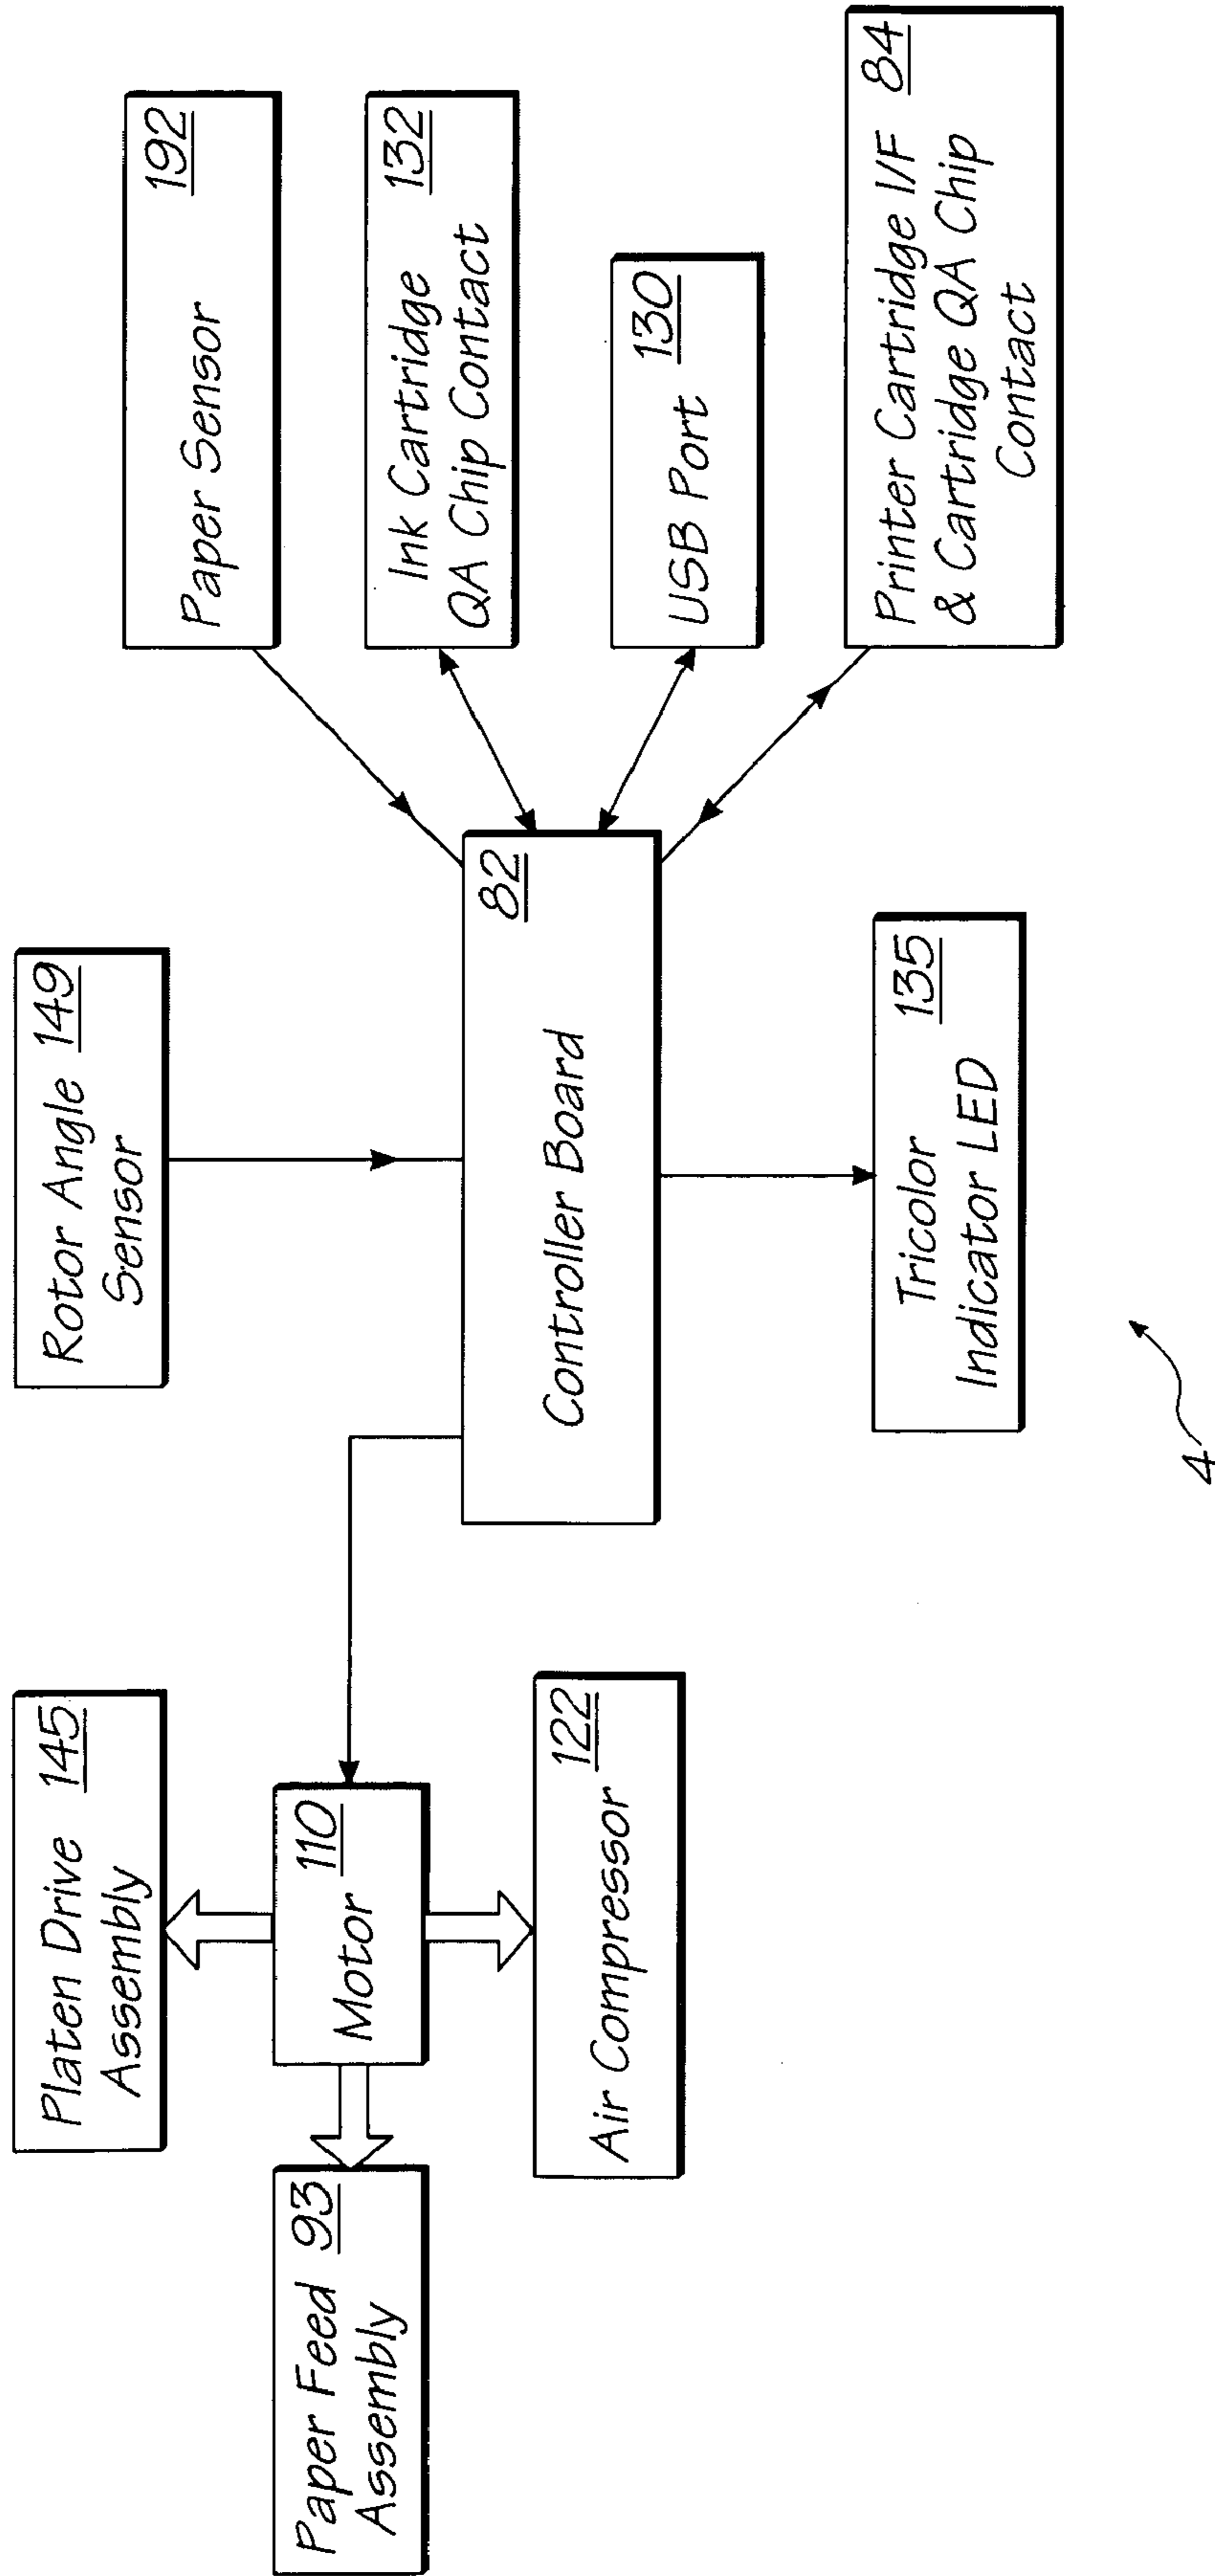 Platen Drive 145
Assembly
Rotor Angle 149
Sensor
Paper Sensor 192
Paper Feed 93
Assembly
110
Motor
Ink Cartridge 132
QA Chip Contact
82
Controller Board
USB Port 130
Air Compressor 122
Tricolor 135
Indicator LED
Printer Cartridge I/F 84
& Cartridge QA Chip
Contact
4